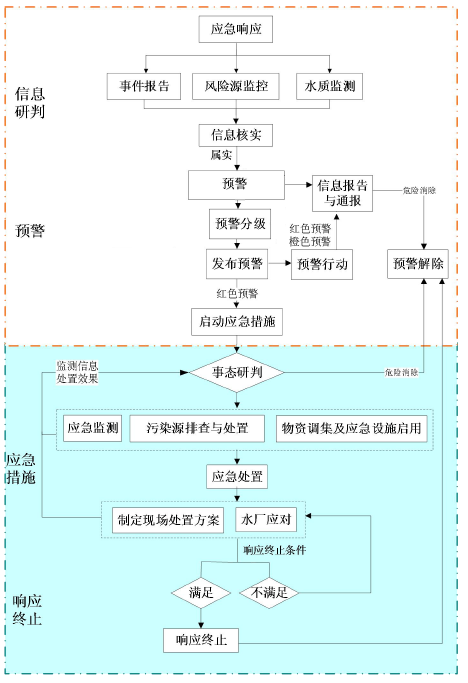 应急响应
信息
研判
事件报告
风险源监控
水质监测
信息核实
属实
预警
信息报告
与通报
危险消除
预警
预警分级
红色预警
橙色预警
发布预警
预警行动
预警解除
红色预警
启动应急措施
监测信息
处置效果
事态研判
危险消除
应急监测
污染源排查与处置
物资调集及应急设施启用
应急
措施
应急处置
制定现场处置方案
水厂应对
响应终止条件
满足
不满足
响应
终止
响应终止